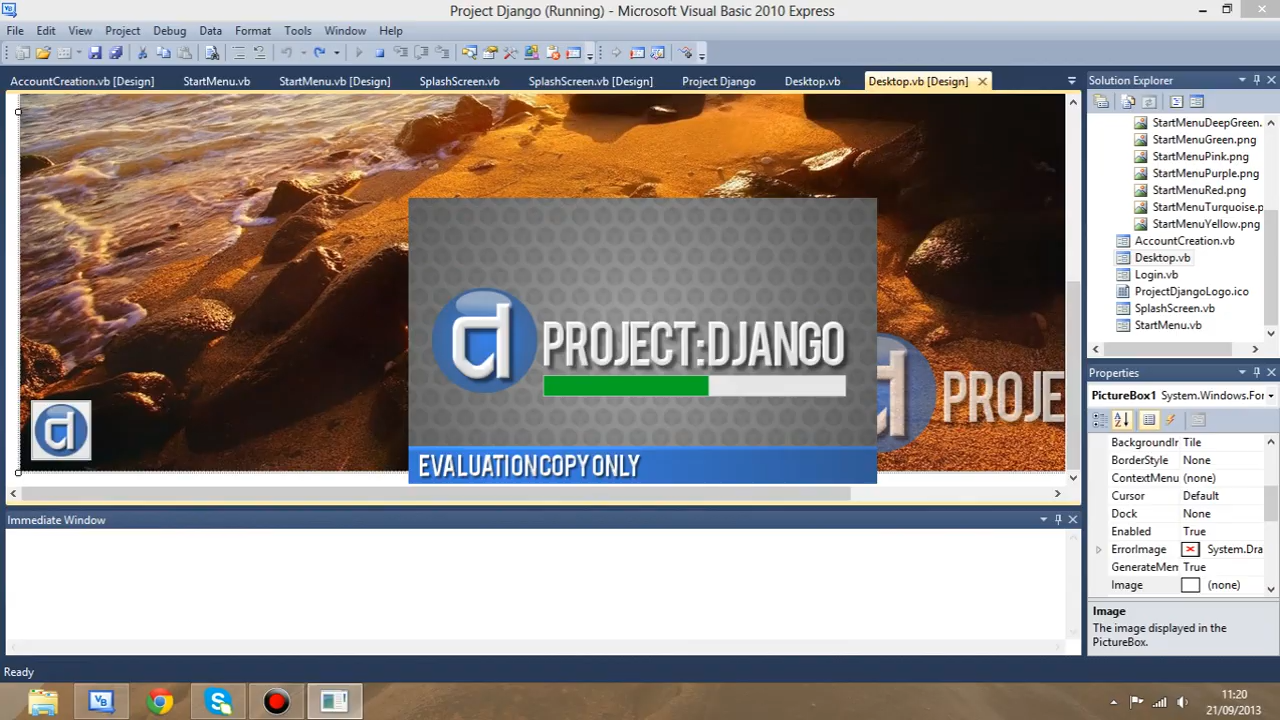 Project Django (Running) - Microsoft Visual Basic 2010 Express
File Edit View Project Debug Data Format Tools Window Help
AccountCreation.vb [Design] StartMenu.vb StartMenu.vb [Design] SplashScreen.vb SplashScreen.vb [Design] Project Django Desktop.vb Desktop.vb [Design]
Solution Explorer
StartMenuDeepGreen.
StartMenuGreen.png
StartMenuPink.png
StartMenuPurple.png
StartMenuRed.png
StartMenuTurquoise.p
StartMenuYellow.png
AccountCreation.vb
Desktop.vb
Login.vb
ProjectDjangoLogo.ico
SplashScreen.vb
StartMenu.vb
d PROJECT:DJANGO
EVALUATION COPY ONLY
d
d PROJE
Properties
PictureBox1 System.Windows.For
BackgroundIr Tile
BorderStyle None
ContextMenu (none)
Cursor Default
Dock None
Enabled True
ErrorImage System.Dra
GenerateMen True
Image (none)
Image
The image displayed in the
PictureBox.
Immediate Window
Ready
VB
11:20
21/09/2013